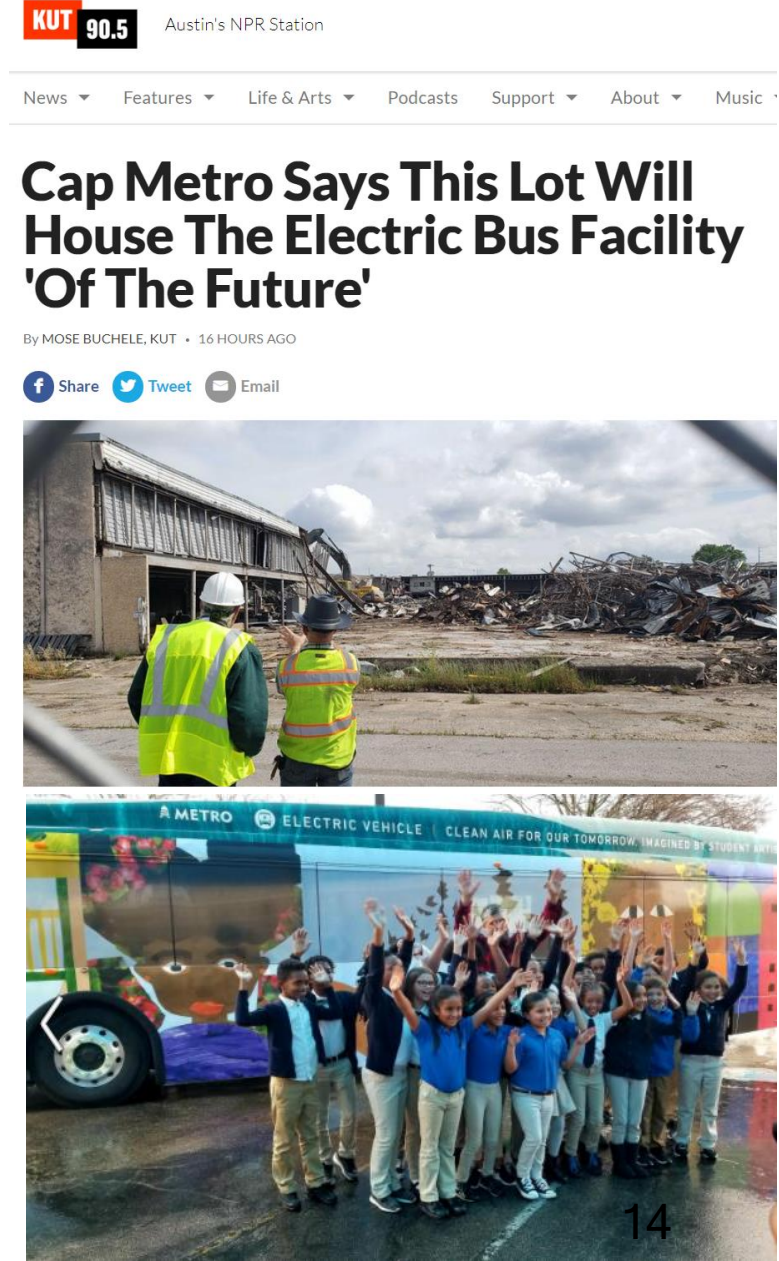 KUT 90.5 Austin's NPR Station
News Features Life & Arts Podcasts Support About Music
Cap Metro Says This Lot Will
House The Electric Bus Facility
'Of The Future'
By MOSE BUCHELE, KUT • 16 HOURS AGO
f Share Tweet Email
METRO ELECTRIC VEHICLE CLEAN AIR FOR OUR TOMORROW, IMAGINED BY STUDENT
14